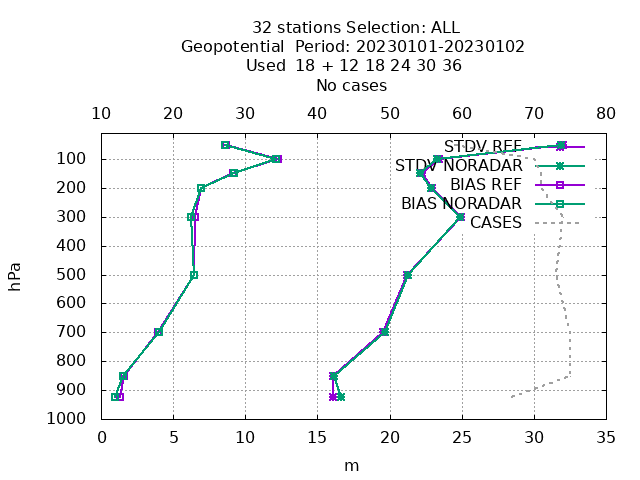 32 stations Selection: ALL
Geopotential  Period: 20230101-20230102
Used  18 + 12 18 24 30 36
No cases
10 20 30 40 50 60 70 80
STDV REF
STDV NORADAR
BIAS REF
BIAS NORADAR
CASES
100
200
300
400
500
600
700
800
900
1000
hPa
0 5 10 15 20 25 30 35
m